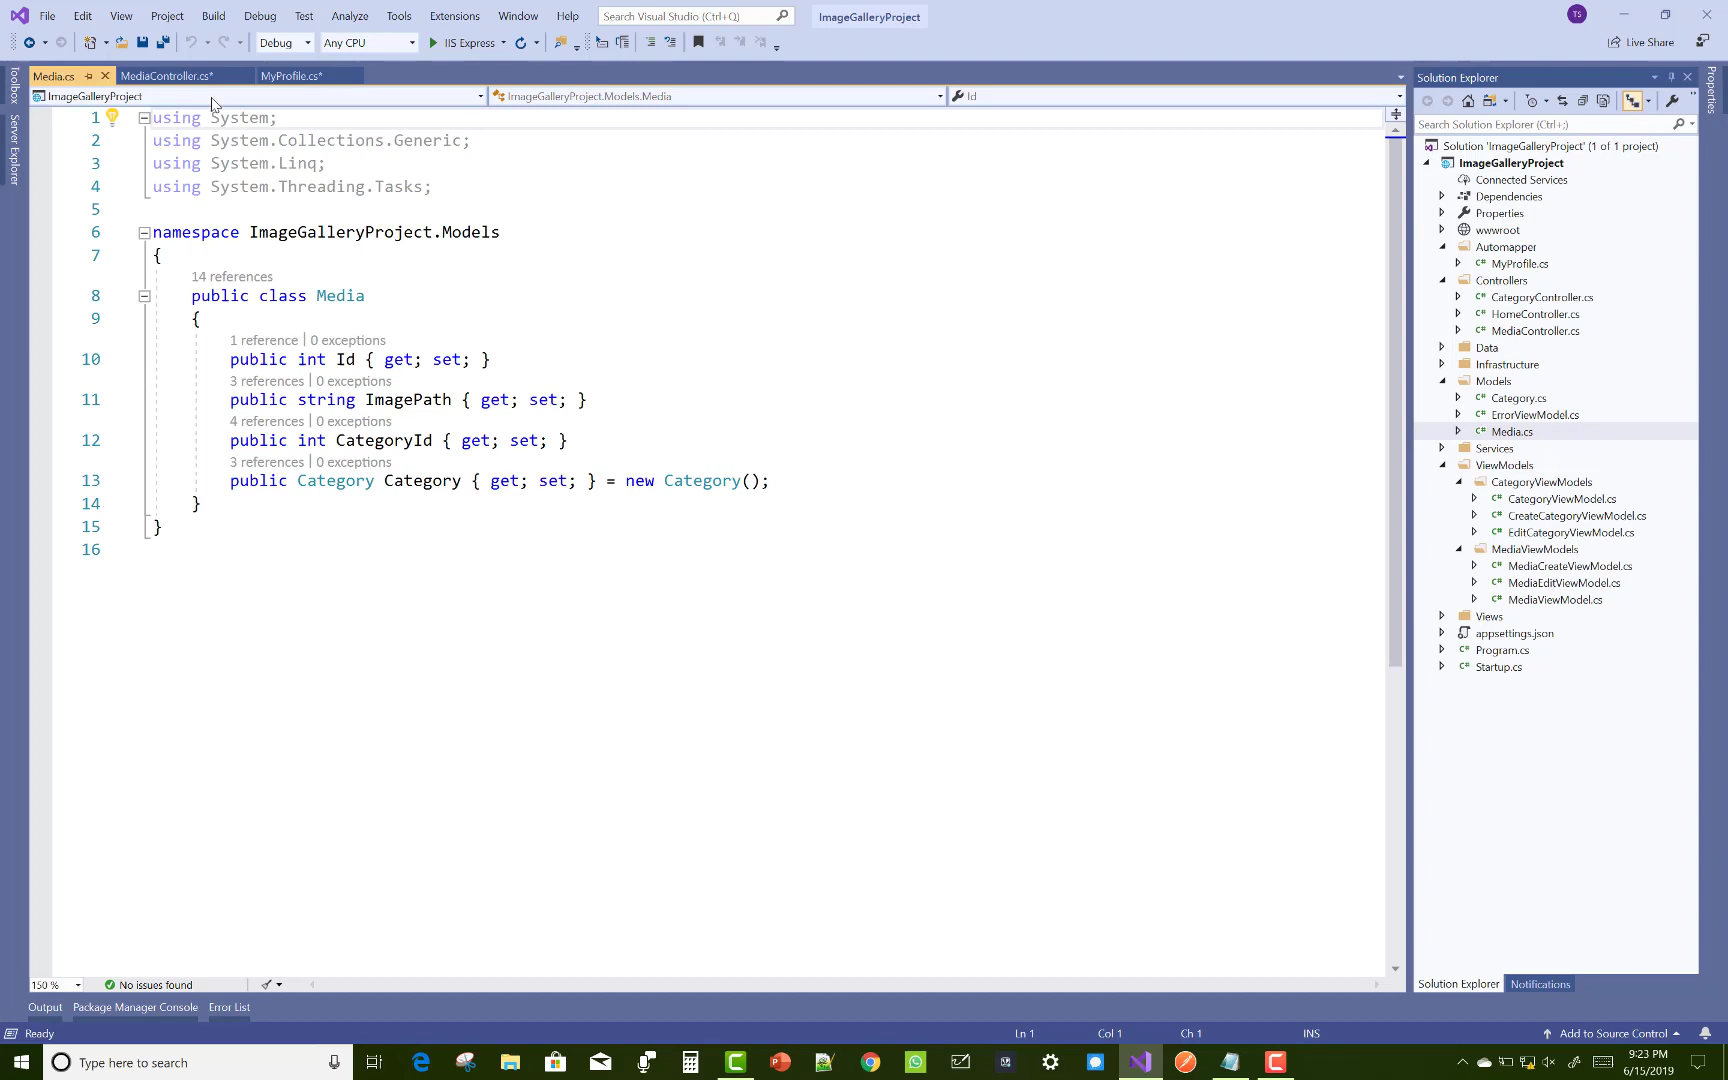 File Edit View Project Build Debug Test Analyze Tools Extensions Window Help Search Visual Studio (Ctrl+Q) ImageGalleryProject TS
Debug Any CPU IIS Express Live Share
Media.cs MediaController.cs* MyProfile.cs*
ImageGalleryProject ImageGalleryProject.Models.Media Id
Toolbox
Server Explorer
1 using System;
2 using System.Collections.Generic;
3 using System.Linq;
4 using System.Threading.Tasks;
5
6 namespace ImageGalleryProject.Models
7 {
14 references
8 public class Media
9 {
1 reference | 0 exceptions
10 public int Id { get; set; }
3 references | 0 exceptions
11 public string ImagePath { get; set; }
4 references | 0 exceptions
12 public int CategoryId { get; set; }
3 references | 0 exceptions
13 public Category Category { get; set; } = new Category();
14 }
15 }
16
150 % No issues found
Output Package Manager Console Error List
Solution Explorer
Search Solution Explorer (Ctrl+;)
Solution 'ImageGalleryProject' (1 of 1 project)
ImageGalleryProject
Connected Services
Dependencies
Properties
wwwroot
Automapper
C# MyProfile.cs
Controllers
C# CategoryController.cs
C# HomeController.cs
C# MediaController.cs
Data
Infrastructure
Models
C# Category.cs
C# ErrorViewModel.cs
C# Media.cs
Services
ViewModels
CategoryViewModels
C# CategoryViewModel.cs
C# CreateCategoryViewModel.cs
C# EditCategoryViewModel.cs
MediaViewModels
C# MediaCreateViewModel.cs
C# MediaEditViewModel.cs
C# MediaViewModel.cs
Views
appsettings.json
C# Program.cs
C# Startup.cs
Solution Explorer Notifications
Properties
Ready Ln 1 Col 1 Ch 1 INS Add to Source Control
Type here to search
9:23 PM
6/15/2019